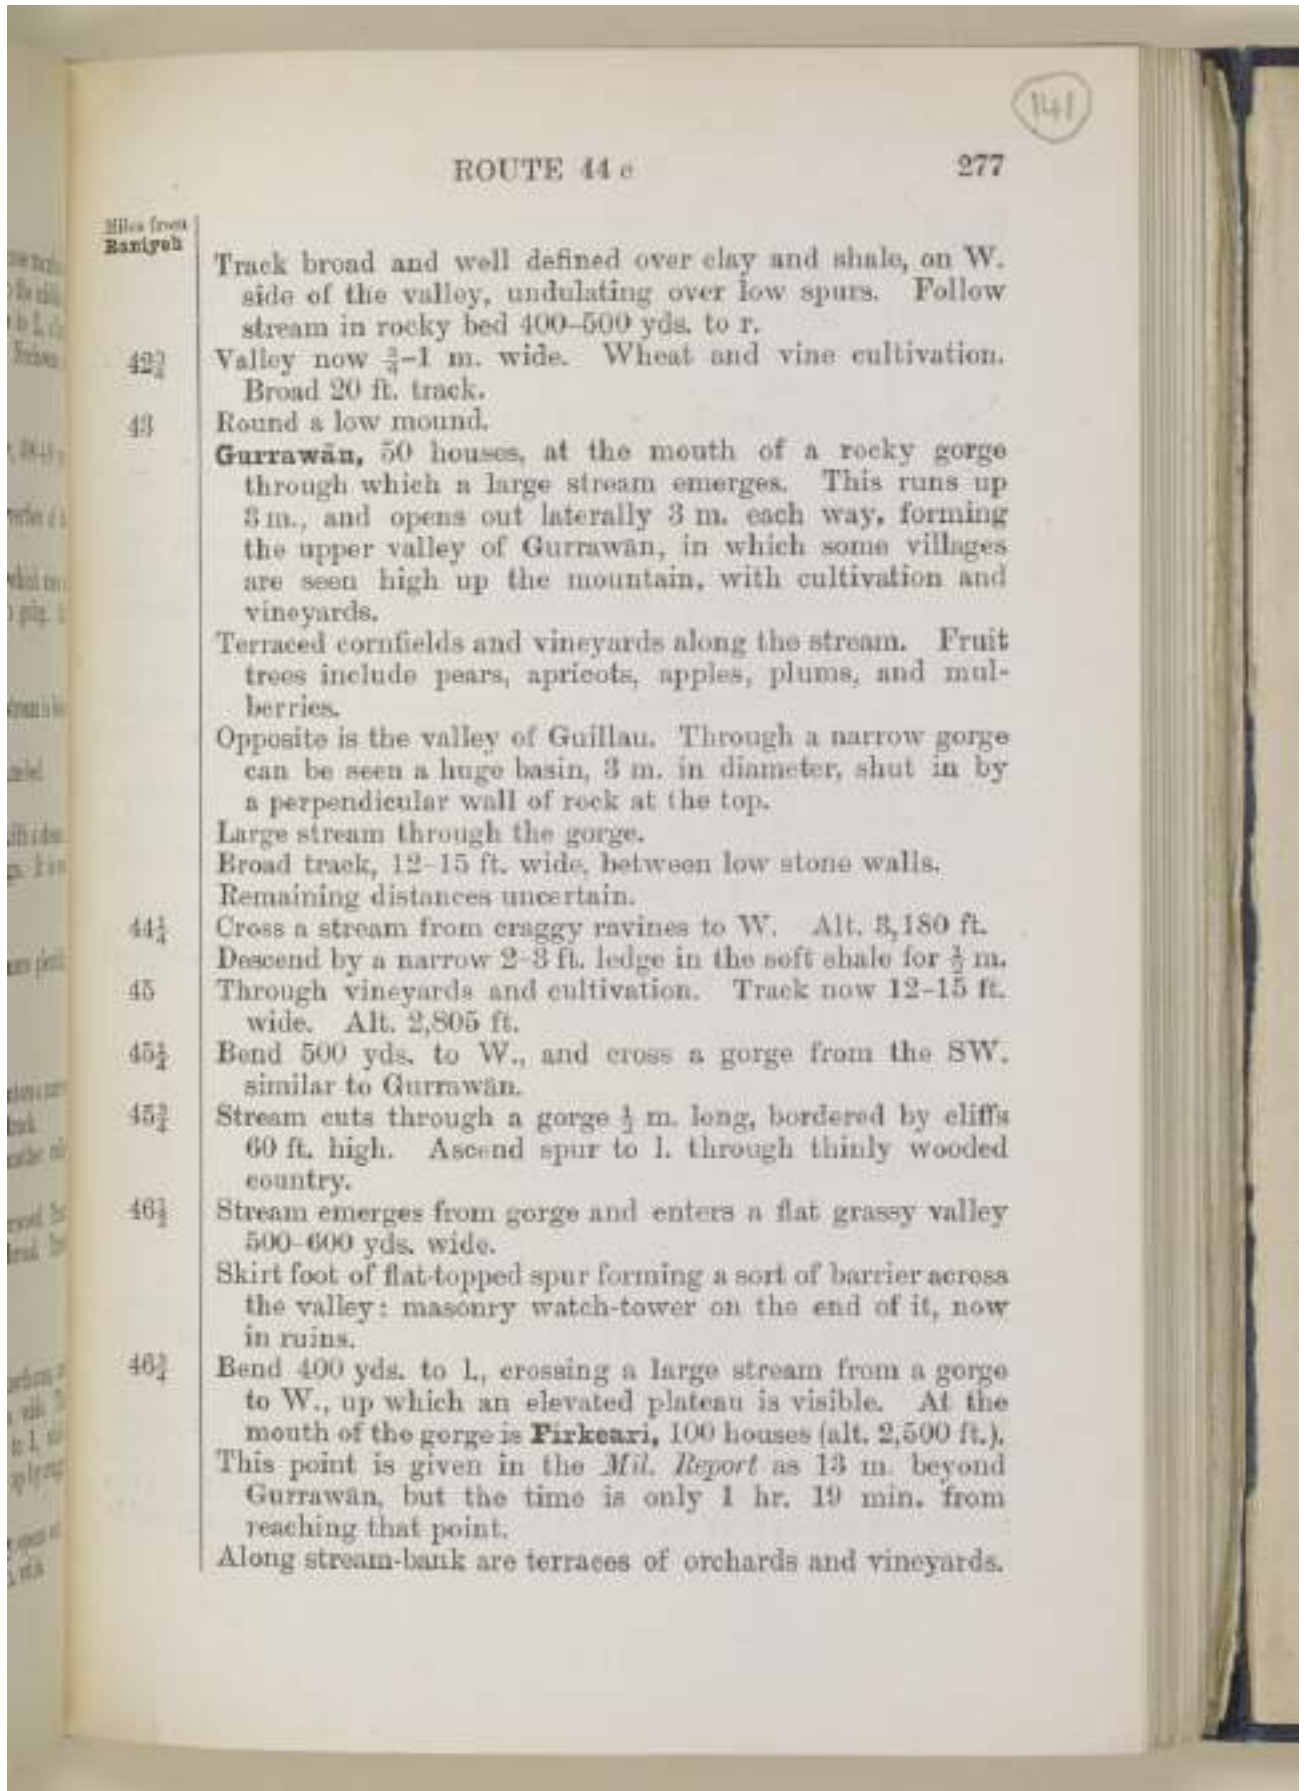 141
ROUTE 44 c
277
Miles from
Raniyeh
Track broad and well defined over clay and shale, on W.
side of the valley, undulating over low spurs. Follow
stream in rocky bed 400–500 yds. to r.
42¾ Valley now ¾–1 m. wide. Wheat and vine cultivation.
Broad 20 ft. track.
43 Round a low mound.
Gurrawān, 50 houses, at the mouth of a rocky gorge
through which a large stream emerges. This runs up
3 m., and opens out laterally 3 m. each way, forming
the upper valley of Gurrawān, in which some villages
are seen high up the mountain, with cultivation and
vineyards.
Terraced cornfields and vineyards along the stream. Fruit
trees include pears, apricots, apples, plums, and mul-
berries.
Opposite is the valley of Guillau. Through a narrow gorge
can be seen a huge basin, 3 m. in diameter, shut in by
a perpendicular wall of rock at the top.
Large stream through the gorge.
Broad track, 12–15 ft. wide, between low stone walls.
Remaining distances uncertain.
44¼ Cross a stream from craggy ravines to W. Alt. 3,180 ft.
Descend by a narrow 2–3 ft. ledge in the soft shale for ½ m.
45 Through vineyards and cultivation. Track now 12–15 ft.
wide. Alt. 2,805 ft.
45¼ Bend 500 yds. to W., and cross a gorge from the SW.
similar to Gurrawān.
45¾ Stream cuts through a gorge ½ m. long, bordered by cliffs
60 ft. high. Ascend spur to l. through thinly wooded
country.
46½ Stream emerges from gorge and enters a flat grassy valley
500–600 yds. wide.
Skirt foot of flat-topped spur forming a sort of barrier across
the valley: masonry watch-tower on the end of it, now
in ruins.
46¾ Bend 400 yds. to l., crossing a large stream from a gorge
to W., up which an elevated plateau is visible. At the
mouth of the gorge is Firkeari, 100 houses (alt. 2,500 ft.).
This point is given in the Mil. Report as 13 m. beyond
Gurrawān, but the time is only 1 hr. 19 min. from
reaching that point.
Along stream-bank are terraces of orchards and vineyards.